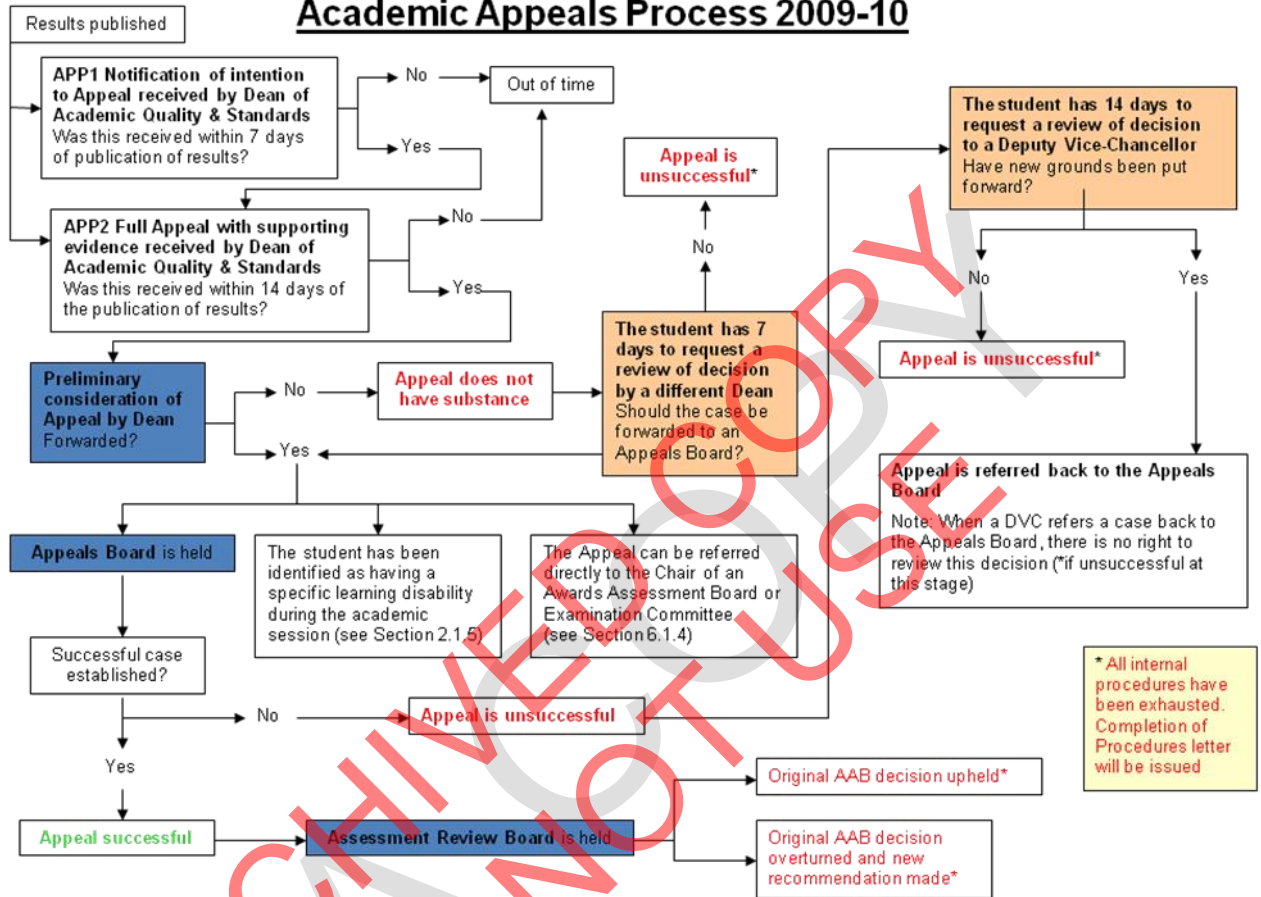 Academic Appeals Process 2009-10
Results published
APP1 Notification of intention
to Appeal received by Dean of
Academic Quality & Standards
Was this received within 7 days
of publication of results?
No
Out of time
Yes
APP2 Full Appeal with supporting
evidence received by Dean of
Academic Quality & Standards
Was this received within 14 days of
the publication of results?
No
Yes
Preliminary
consideration of
Appeal by Dean
Forwarded?
No
Appeal does not
have substance
Yes
The student has 7
days to request a
review of decision
by a different Dean
Should the case be
forwarded to an
Appeals Board?
No
Appeal is
unsuccessful*
Appeals Board is held
The student has been
identified as having a
specific learning disability
during the academic
session (see Section 2.1.5)
The Appeal can be referred
directly to the Chair of an
Awards Assessment Board or
Examination Committee
(see Section 6.1.4)
Successful case
established?
No
Appeal is unsuccessful
Yes
Appeal successful
Assessment Review Board is held
Original AAB decision upheld*
Original AAB decision
overturned and new
recommendation made*
The student has 14 days to
request a review of decision
to a Deputy Vice-Chancellor
Have new grounds been put
forward?
No
Yes
Appeal is unsuccessful*
Appeal is referred back to the Appeals
Board
Note: When a DVC refers a case back to
the Appeals Board, there is no right to
review this decision (*if unsuccessful at
this stage)
* All internal
procedures have
been exhausted.
Completion of
Procedures letter
will be issued
CHIVED COPY
NOT USE
COPY